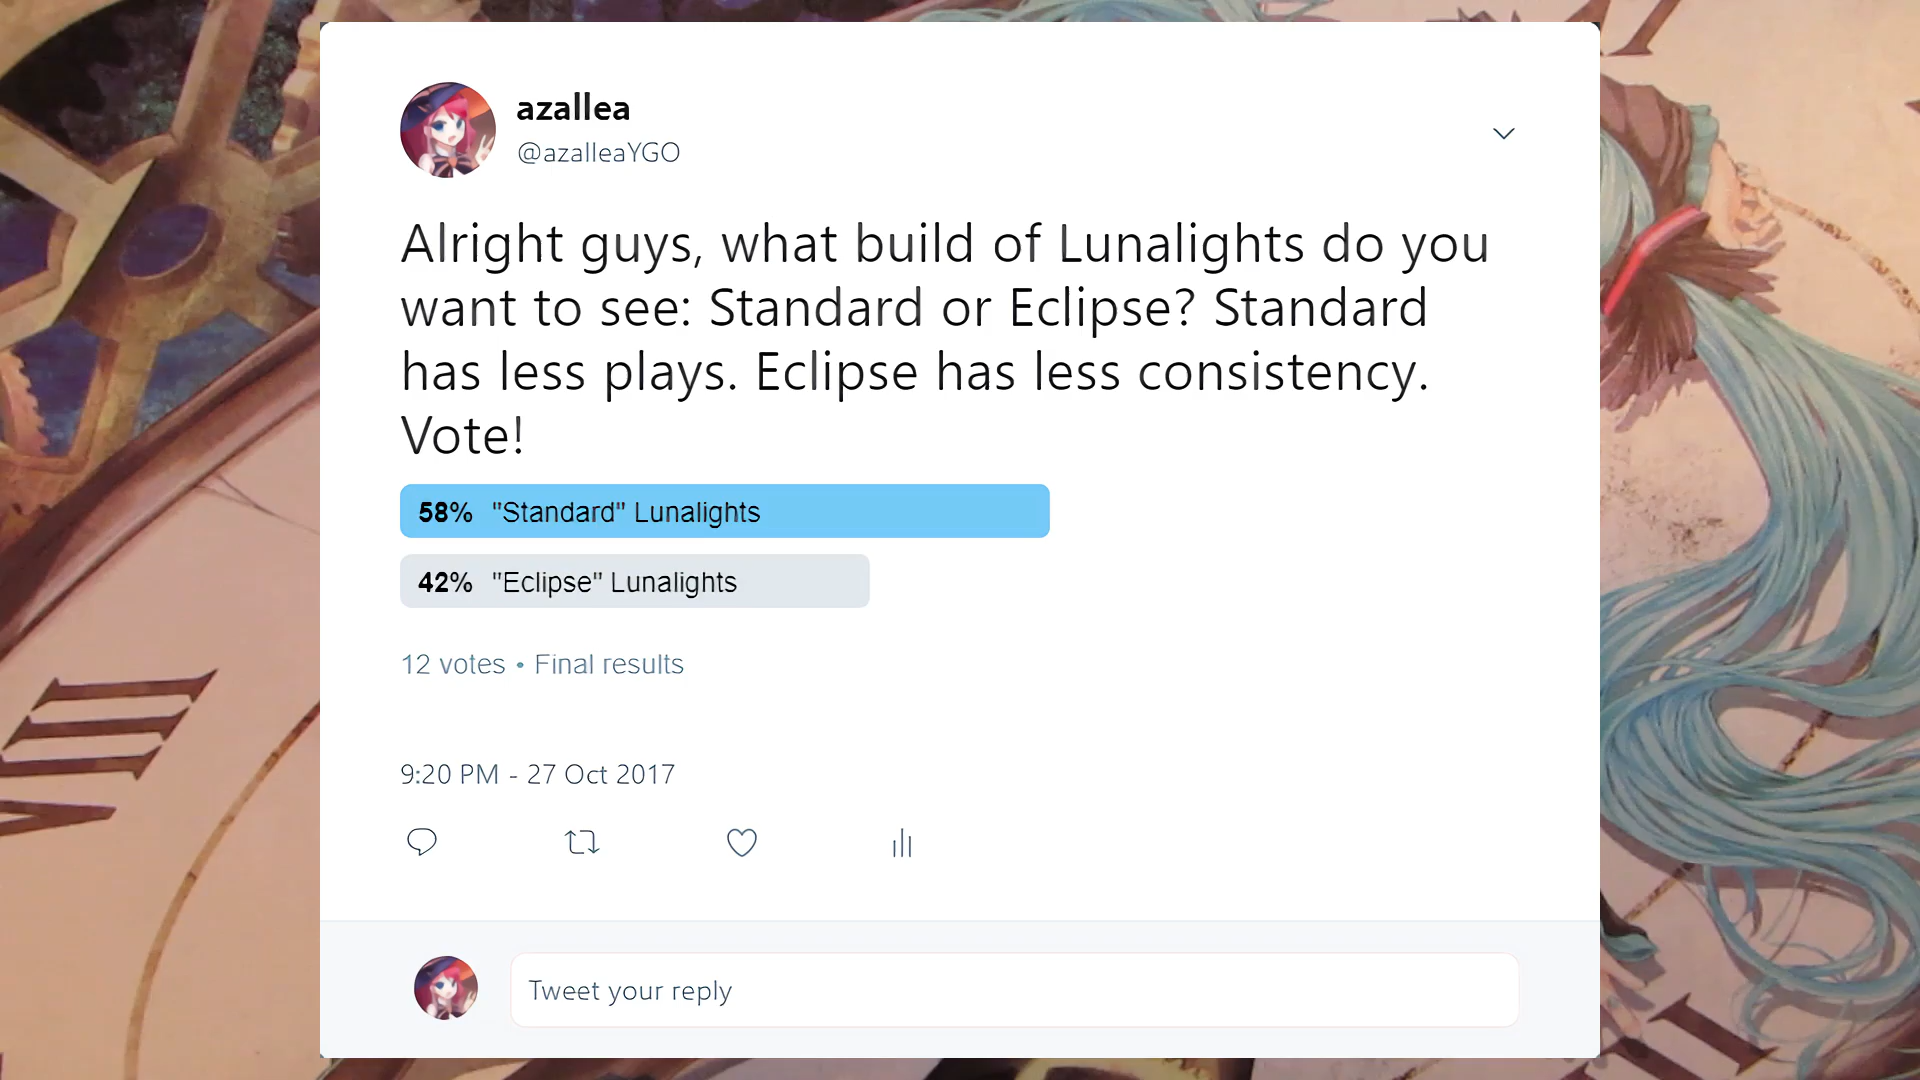 azallea
@azalleaYGO
Alright guys, what build of Lunalights do you
want to see: Standard or Eclipse? Standard
has less plays. Eclipse has less consistency.
Vote!
58% "Standard" Lunalights
42% "Eclipse" Lunalights
12 votes • Final results
9:20 PM - 27 Oct 2017
Tweet your reply